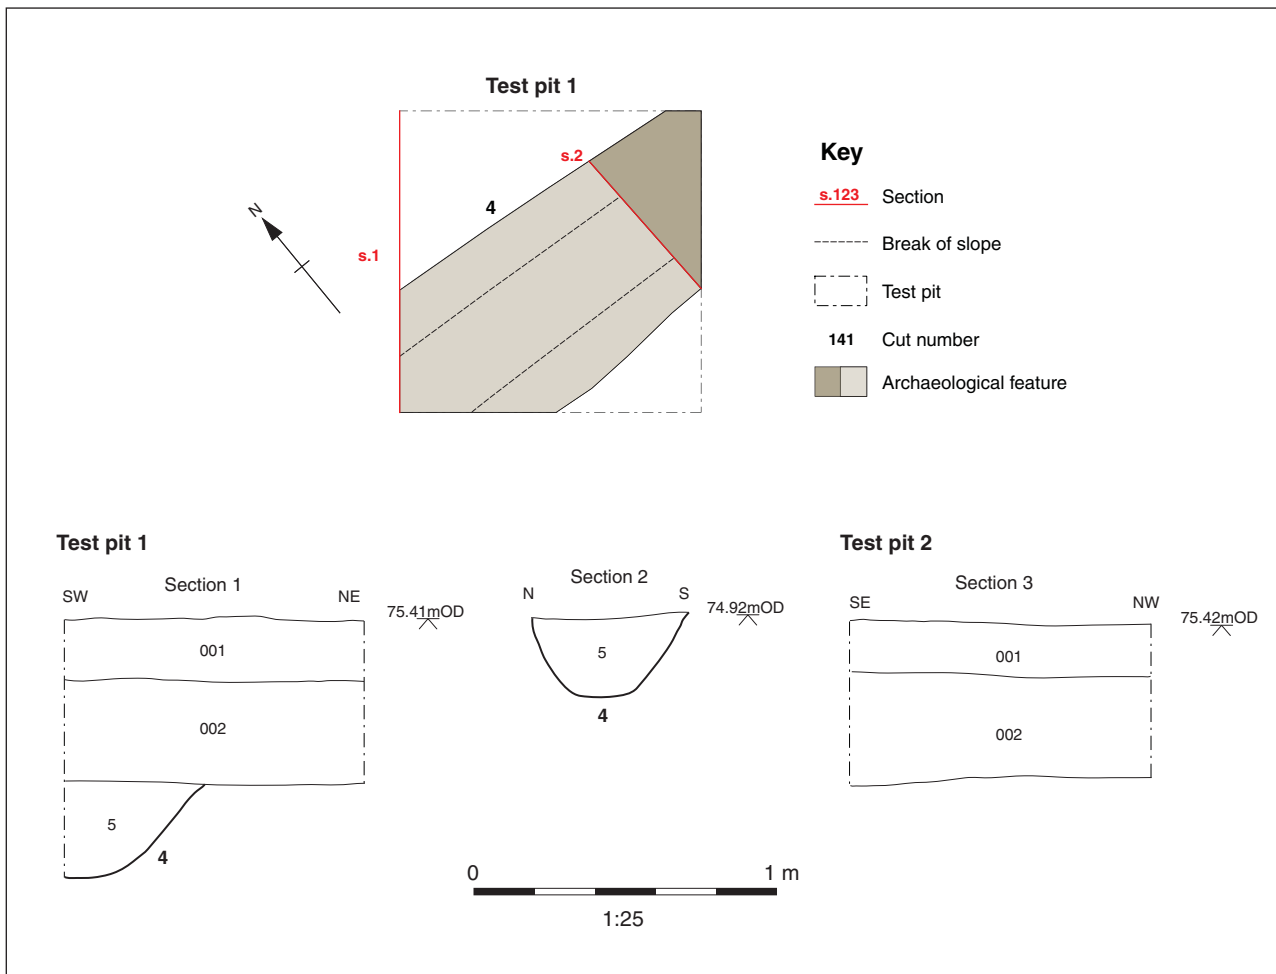 Test pit 1
s.2
4
N
s.1
Key
s.123 Section
Break of slope
Test pit
141 Cut number
Archaeological feature
Test pit 1
Section 1
SW NE
75.41mOD
001
002
5
4
Section 2
N S
74.92mOD
5
4
Test pit 2
Section 3
SE NW
75.42mOD
001
002
0 1 m
1:25